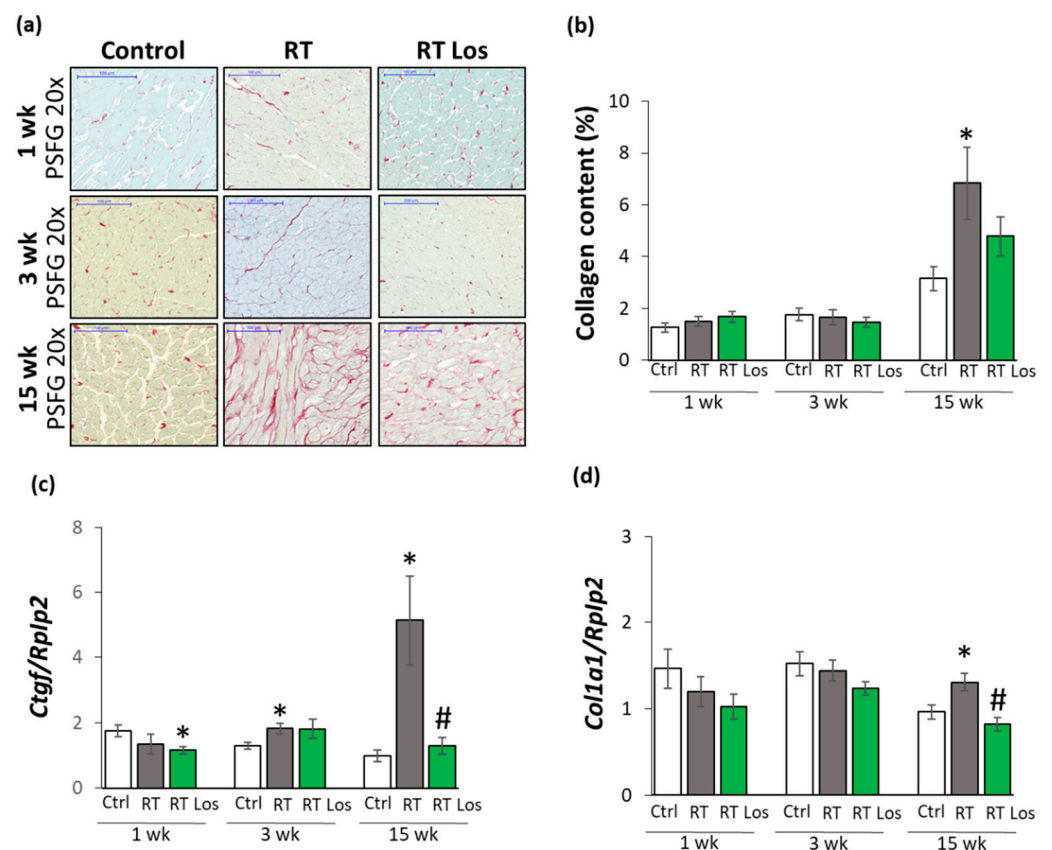 (a)
Control RT RT Los
1 wk
PSFG 20x
3 wk
PSFG 20x
15 wk
PSFG 20x
(b)
Collagen content (%)
10
8
6
4
2
0
*
Ctrl RT RT Los Ctrl RT RT Los Ctrl RT RT Los
1 wk 3 wk 15 wk
(c)
Ctgf/Rplp2
8
6
4
2
0
* * * #
Ctrl RT RT Los Ctrl RT RT Los Ctrl RT RT Los
1 wk 3 wk 15 wk
(d)
Col1a1/Rplp2
3
2
1
0
* #
Ctrl RT RT Los Ctrl RT RT Los Ctrl RT RT Los
1 wk 3 wk 15 wk